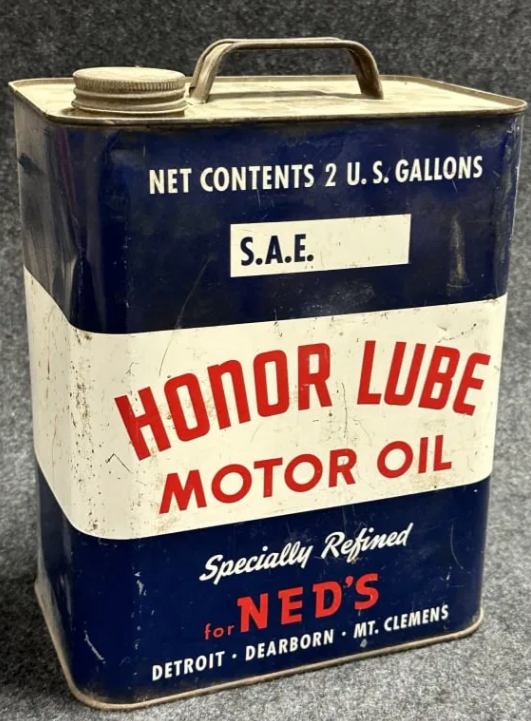 NET CONTENTS 2 U.S. GALLONS
S.A.E.
HONOR LUBE
MOTOR OIL
Specially Refined
for NED'S
DETROIT · DEARBORN · MT. CLEMENS